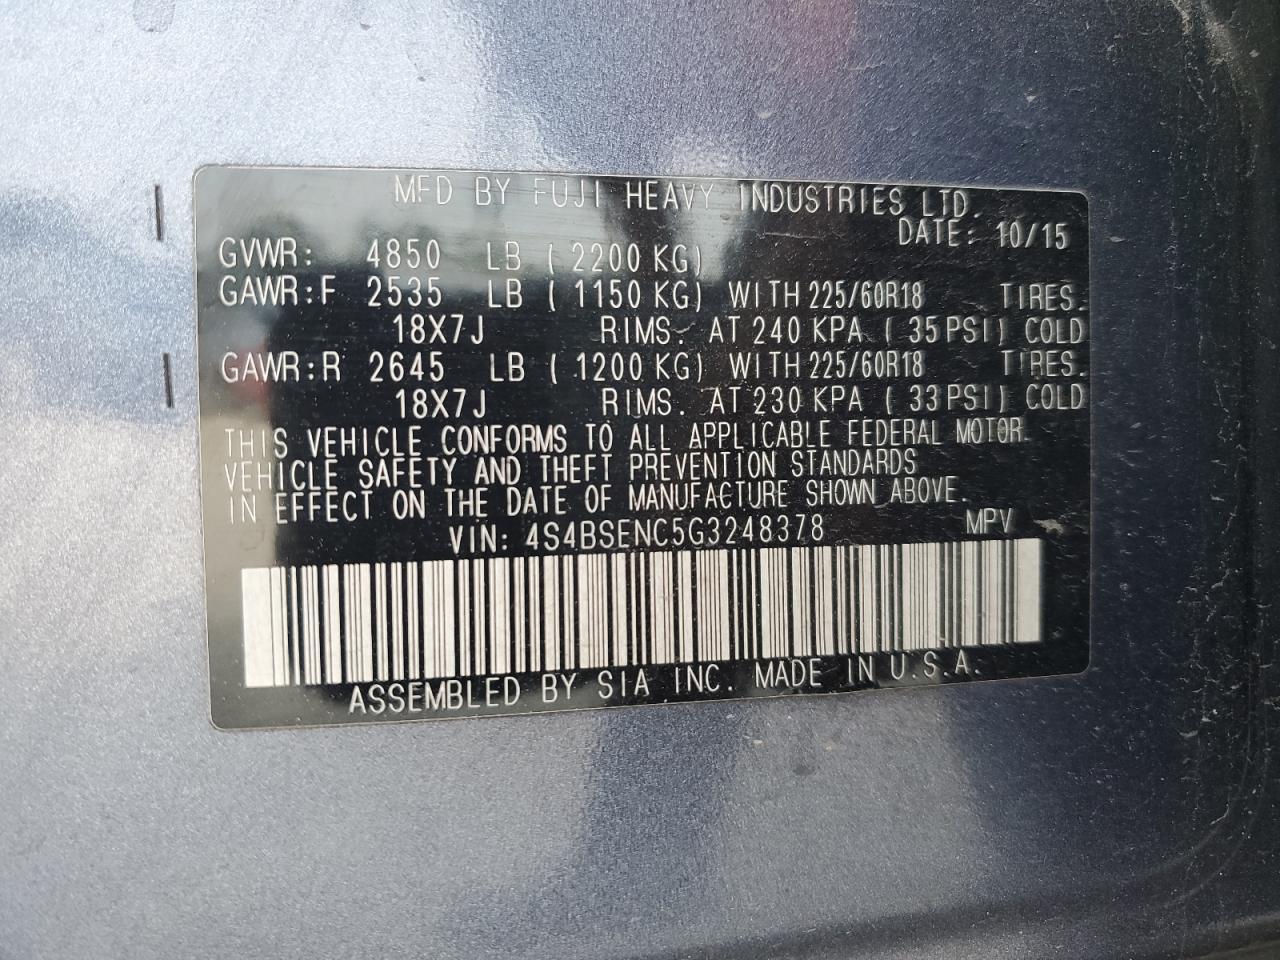 MFD BY FUJI HEAVY INDUSTRIES LTD.
DATE: 10/15
GVWR: 4850 LB ( 2200 KG)
GAWR:F 2535 LB ( 1150 KG) WITH 225/60R18 TIRES.
18X7J RIMS. AT 240 KPA ( 35 PSI) COLD
GAWR:R 2645 LB ( 1200 KG) WITH 225/60R18 TIRES.
18X7J RIMS. AT 230 KPA ( 33 PSI) COLD
THIS VEHICLE CONFORMS TO ALL APPLICABLE FEDERAL MOTOR
VEHICLE SAFETY AND THEFT PREVENTION STANDARDS
IN EFFECT ON THE DATE OF MANUFACTURE SHOWN ABOVE.
VIN: 4S4BSENC5G3248378 MPV
ASSEMBLED BY SIA INC. MADE IN U.S.A.